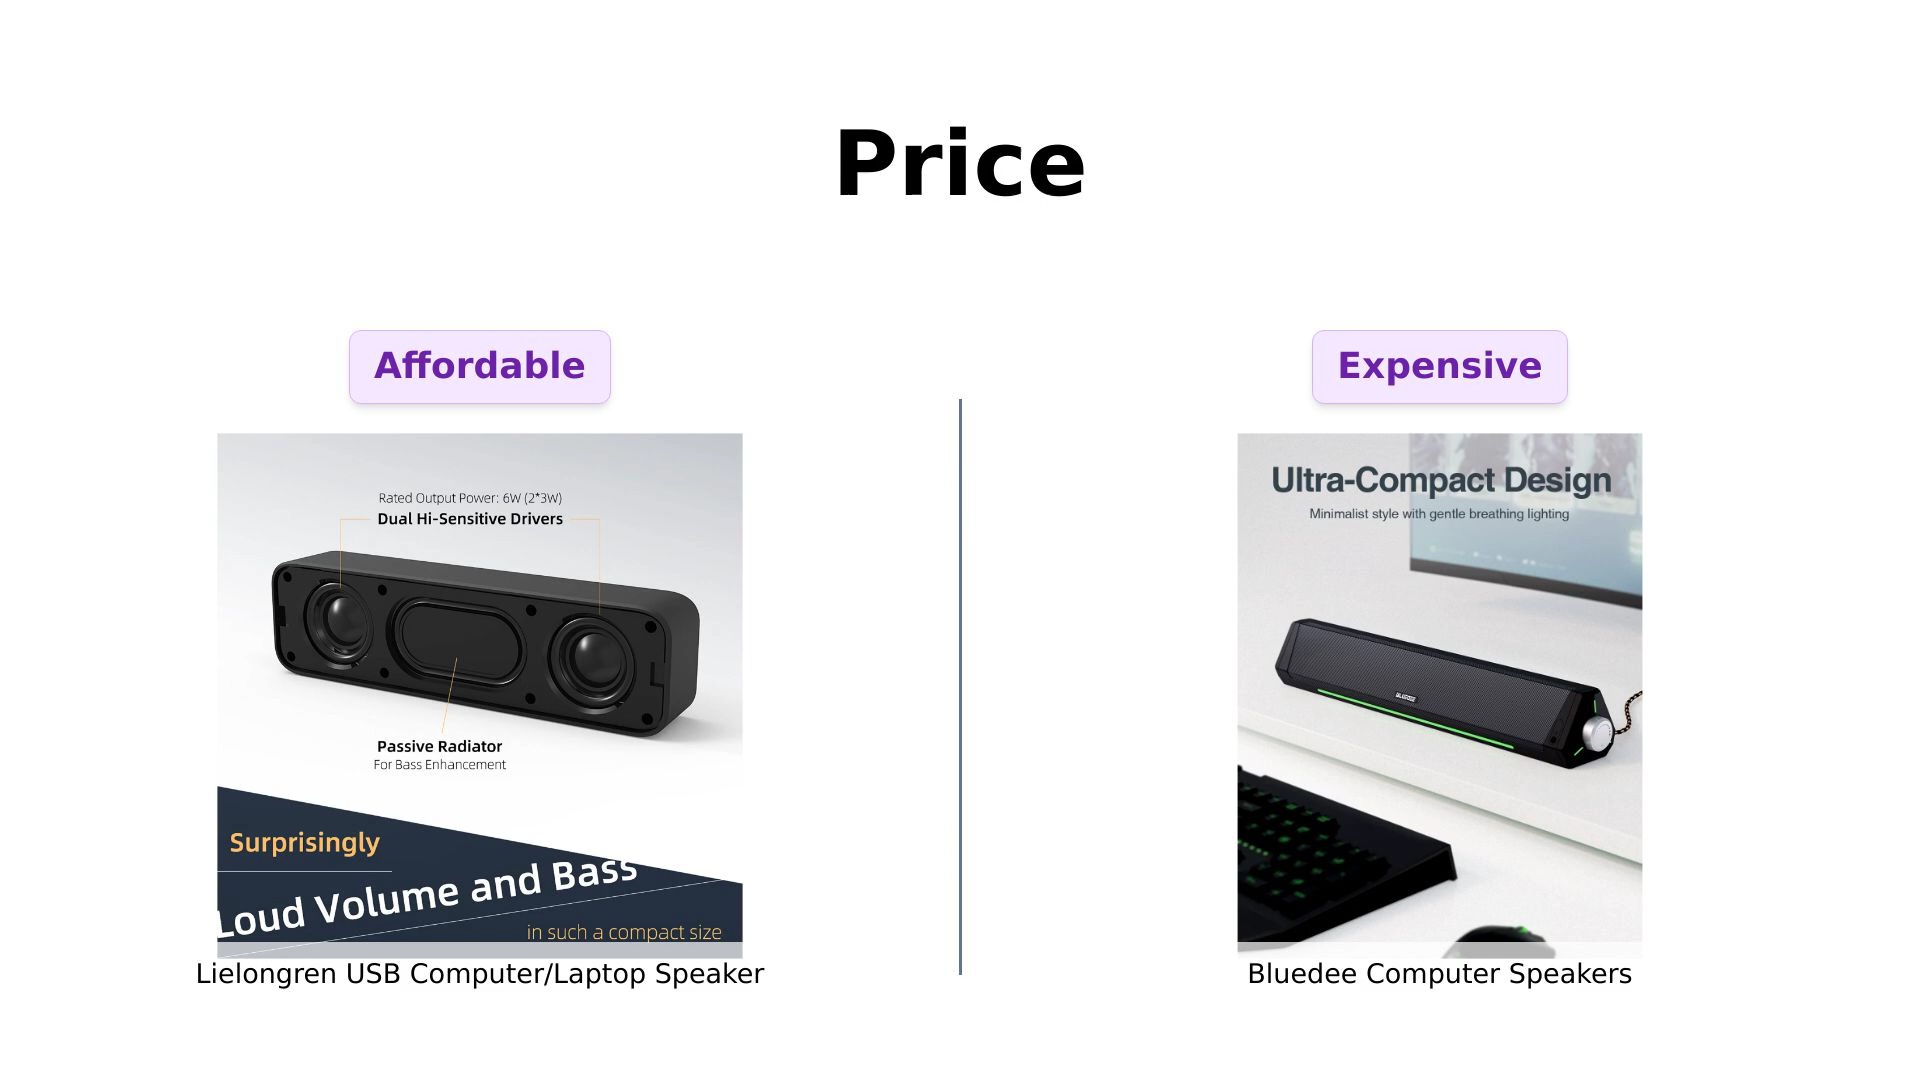 Price
Affordable
Expensive
Rated Output Power: 6W (2*3W)
Dual Hi-Sensitive Drivers
Passive Radiator
For Bass Enhancement
Surprisingly
Loud Volume and Bass
in such a compact size
Lielongren USB Computer/Laptop Speaker
Ultra-Compact Design
Minimalist style with gentle breathing lighting
BLUEDEE
Bluedee Computer Speakers